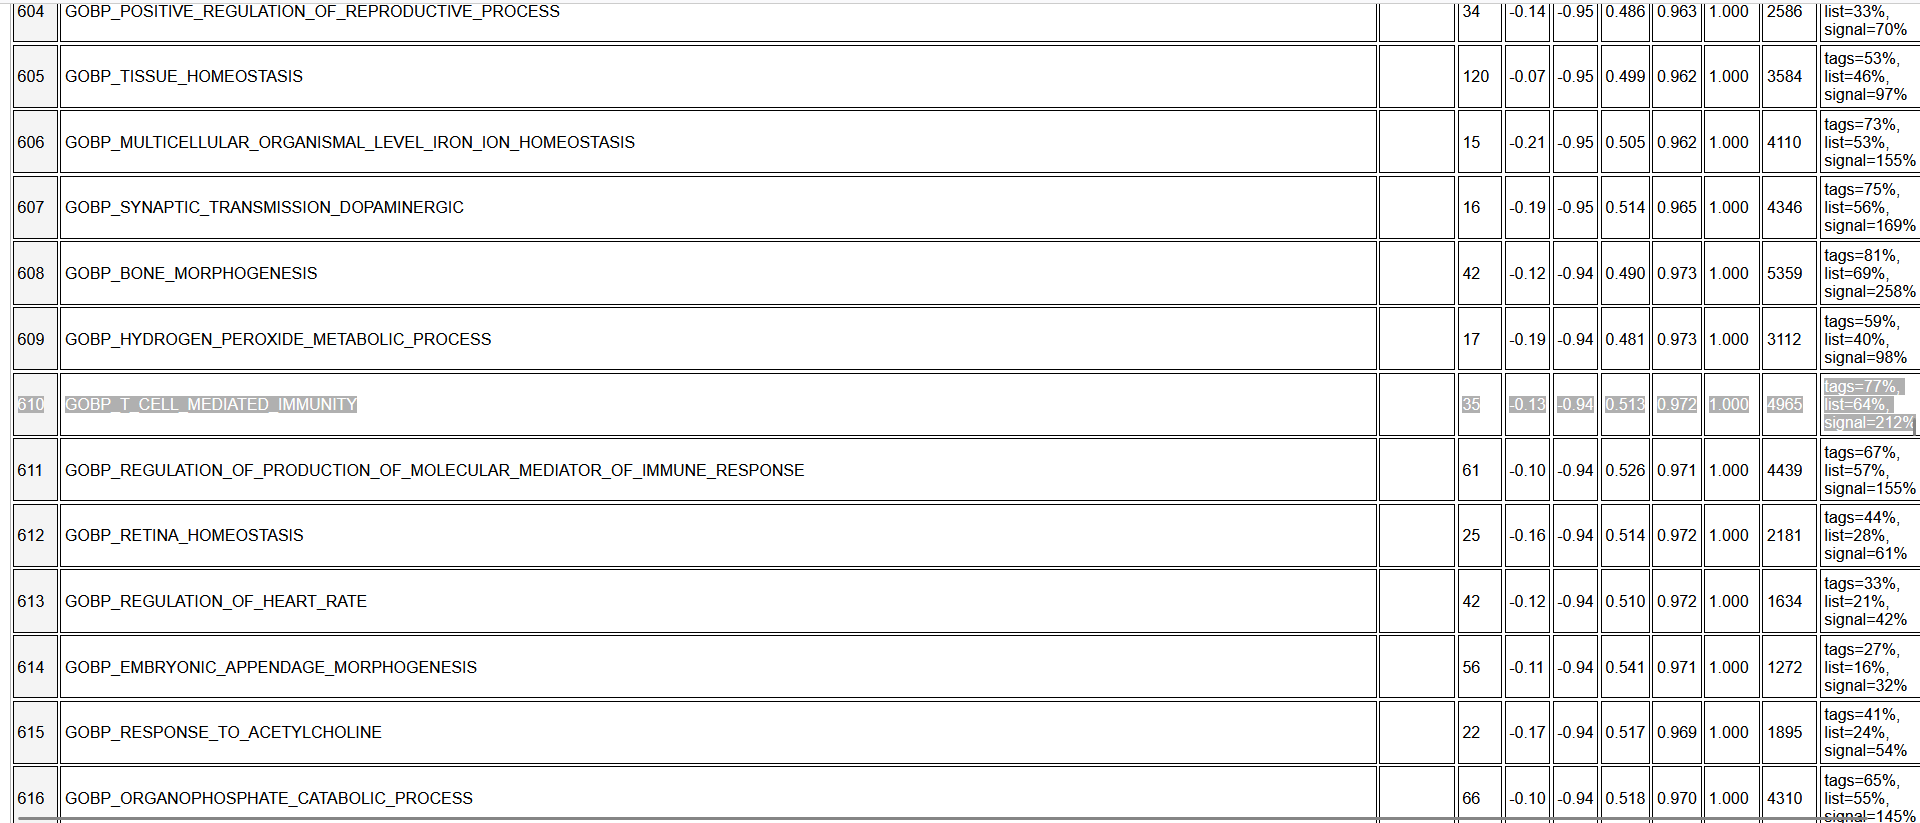 604 GOBP_POSITIVE_REGULATION_OF_REPRODUCTIVE_PROCESS 34 -0.14 -0.95 0.486 0.963 1.000 2586 list=33%, signal=70%
605 GOBP_TISSUE_HOMEOSTASIS 120 -0.07 -0.95 0.499 0.962 1.000 3584 tags=53%, list=46%, signal=97%
606 GOBP_MULTICELLULAR_ORGANISMAL_LEVEL_IRON_ION_HOMEOSTASIS 15 -0.21 -0.95 0.505 0.962 1.000 4110 tags=73%, list=53%, signal=155%
607 GOBP_SYNAPTIC_TRANSMISSION_DOPAMINERGIC 16 -0.19 -0.95 0.514 0.965 1.000 4346 tags=75%, list=56%, signal=169%
608 GOBP_BONE_MORPHOGENESIS 42 -0.12 -0.94 0.490 0.973 1.000 5359 tags=81%, list=69%, signal=258%
609 GOBP_HYDROGEN_PEROXIDE_METABOLIC_PROCESS 17 -0.19 -0.94 0.481 0.973 1.000 3112 tags=59%, list=40%, signal=98%
610 GOBP_T_CELL_MEDIATED_IMMUNITY 35 -0.13 -0.94 0.513 0.972 1.000 4965 tags=77%, list=64%, signal=212%
611 GOBP_REGULATION_OF_PRODUCTION_OF_MOLECULAR_MEDIATOR_OF_IMMUNE_RESPONSE 61 -0.10 -0.94 0.526 0.971 1.000 4439 tags=67%, list=57%, signal=155%
612 GOBP_RETINA_HOMEOSTASIS 25 -0.16 -0.94 0.514 0.972 1.000 2181 tags=44%, list=28%, signal=61%
613 GOBP_REGULATION_OF_HEART_RATE 42 -0.12 -0.94 0.510 0.972 1.000 1634 tags=33%, list=21%, signal=42%
614 GOBP_EMBRYONIC_APPENDAGE_MORPHOGENESIS 56 -0.11 -0.94 0.541 0.971 1.000 1272 tags=27%, list=16%, signal=32%
615 GOBP_RESPONSE_TO_ACETYLCHOLINE 22 -0.17 -0.94 0.517 0.969 1.000 1895 tags=41%, list=24%, signal=54%
616 GOBP_ORGANOPHOSPHATE_CATABOLIC_PROCESS 66 -0.10 -0.94 0.518 0.970 1.000 4310 tags=65%, list=55%, signal=145%